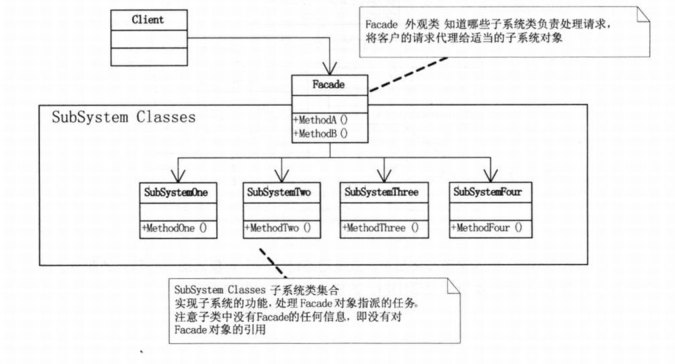 Client
Facade 外观类 知道哪些子系统类负责处理请求，
将客户的请求代理给适当的子系统对象
Facade
+MethodA ()
+MethodB ()
SubSystem Classes
SubSystemOne
+MethodOne ()
SubSystemTwo
+MethodTwo ()
SubSystemThree
+MethodThree ()
SubSystemFour
+MethodFour ()
SubSystem Classes 子系统类集合
实现子系统的功能，处理Facade对象指派的任务。
注意子类中没有Facade的任何信息，即没有对
Facade对象的引用